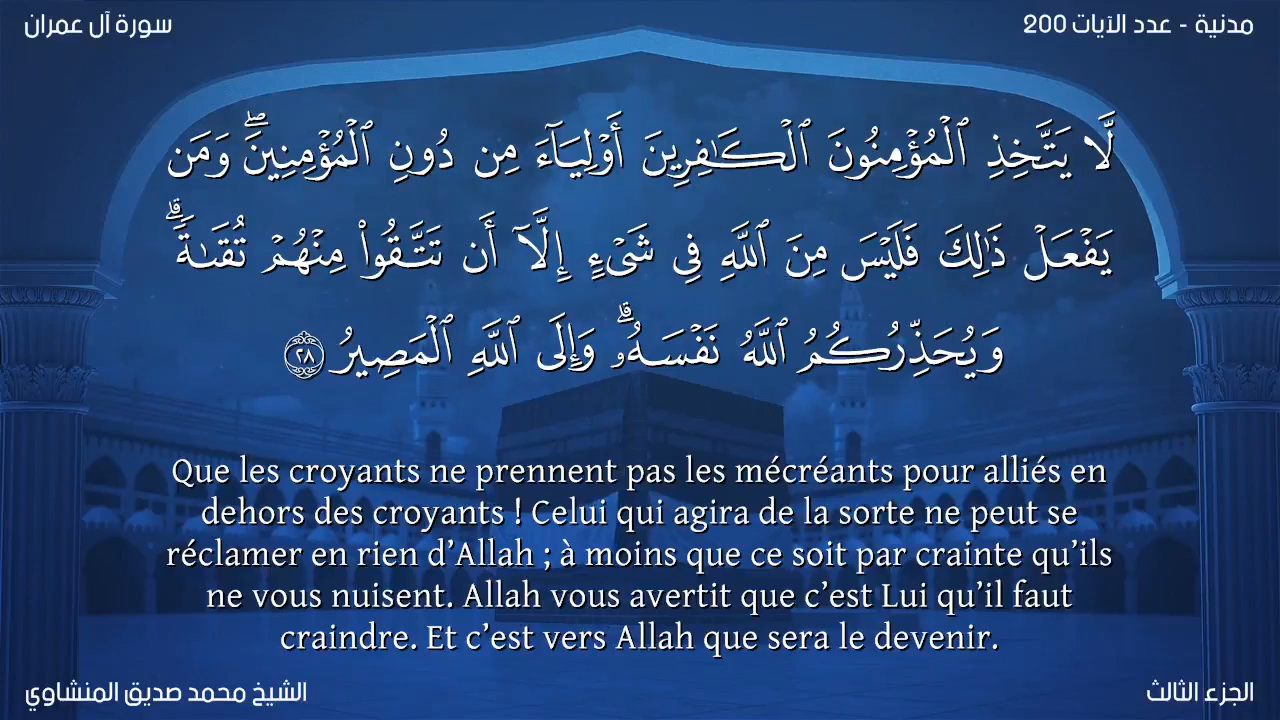 سورة آل عمران
مدنية - عدد الآيات 200
لَّا يَتَّخِذِ ٱلْمُؤْمِنُونَ ٱلْكَـٰفِرِينَ أَوْلِيَآءَ مِن دُونِ ٱلْمُؤْمِنِينَ ۖ وَمَن
يَفْعَلْ ذَٰلِكَ فَلَيْسَ مِنَ ٱللَّهِ فِى شَىْءٍ إِلَّآ أَن تَتَّقُوا۟ مِنْهُمْ تُقَىٰةً ۗ
وَيُحَذِّرُكُمُ ٱللَّهُ نَفْسَهُۥ ۗ وَإِلَى ٱللَّهِ ٱلْمَصِيرُ ٢٨
Que les croyants ne prennent pas les mécréants pour alliés en
dehors des croyants ! Celui qui agira de la sorte ne peut se
réclamer en rien d’Allah ; à moins que ce soit par crainte qu’ils
ne vous nuisent. Allah vous avertit que c’est Lui qu’il faut
craindre. Et c’est vers Allah que sera le devenir.
الشيخ محمد صديق المنشاوي
الجزء الثالث